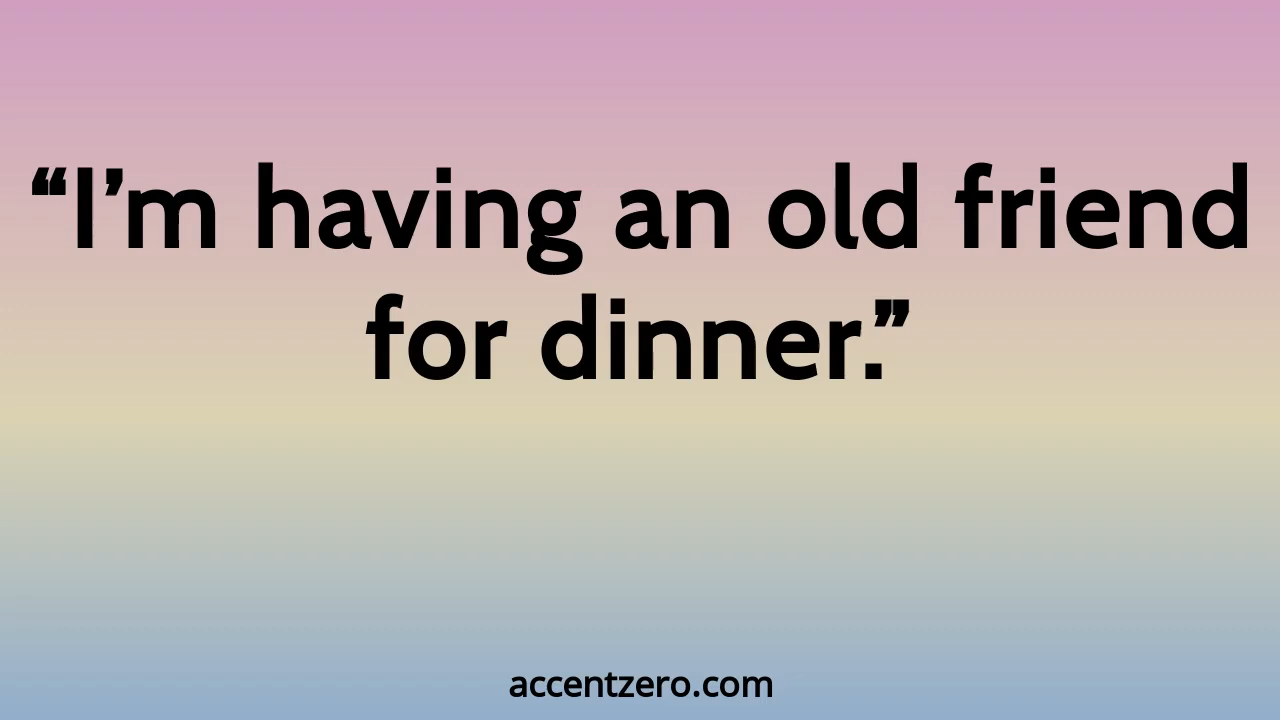 “I’m having an old friend
for dinner.”
accentzero.com